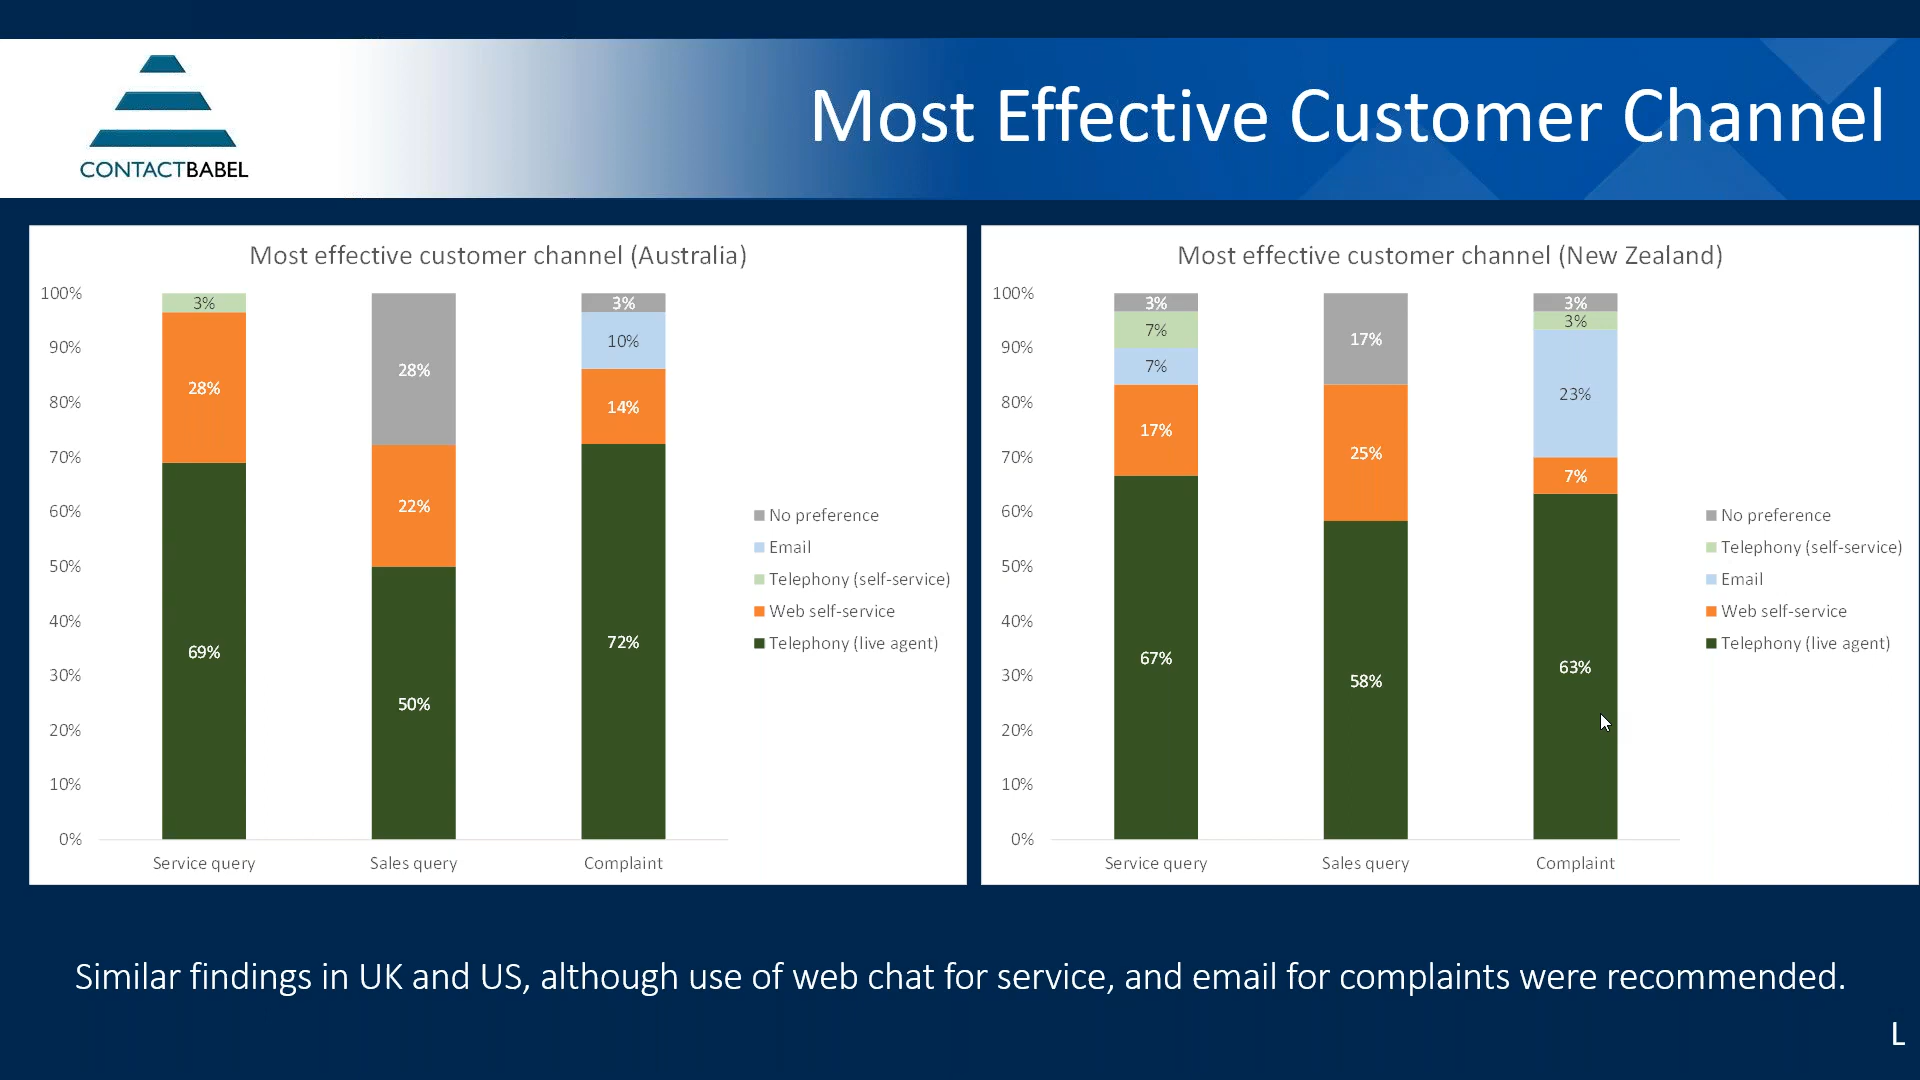 CONTACTBABEL
Most Effective Customer Channel
Most effective customer channel (Australia)
100%
90%
80%
70%
60%
50%
40%
30%
20%
10%
0%
3%
28%
69%
28%
22%
50%
3%
10%
14%
72%
Service query
Sales query
Complaint
No preference
Email
Telephony (self-service)
Web self-service
Telephony (live agent)
Most effective customer channel (New Zealand)
100%
90%
80%
70%
60%
50%
40%
30%
20%
10%
0%
3%
7%
7%
17%
67%
17%
25%
58%
3%
3%
23%
7%
63%
Service query
Sales query
Complaint
No preference
Telephony (self-service)
Email
Web self-service
Telephony (live agent)
Similar findings in UK and US, although use of web chat for service, and email for complaints were recommended.
L